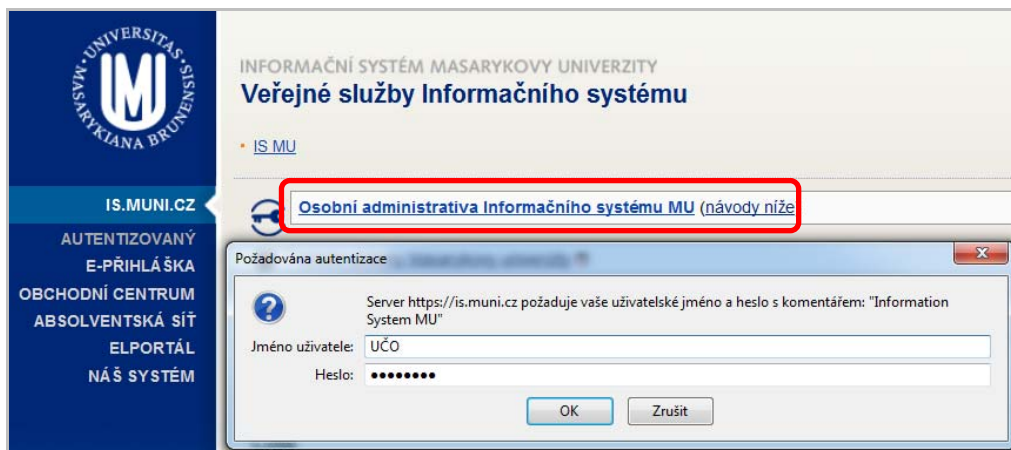 UNIVERSITAS MASARYKIANA BRUNENSIS
INFORMAČNÍ SYSTÉM MASARYKOVY UNIVERZITY
Veřejné služby Informačního systému
IS MU
IS.MUNI.CZ
AUTENTIZOVANÝ
E-PŘIHLÁŠKA
OBCHODNÍ CENTRUM
ABSOLVENTSKÁ SÍŤ
ELPORTÁL
NÁŠ SYSTÉM
Osobní administrativa Informačního systému MU (návody níže
Požadována autentizace
Server https://is.muni.cz požaduje vaše uživatelské jméno a heslo s komentářem: "Information
System MU"
Jméno uživatele: UČO
Heslo: ••••••••
OK Zrušit